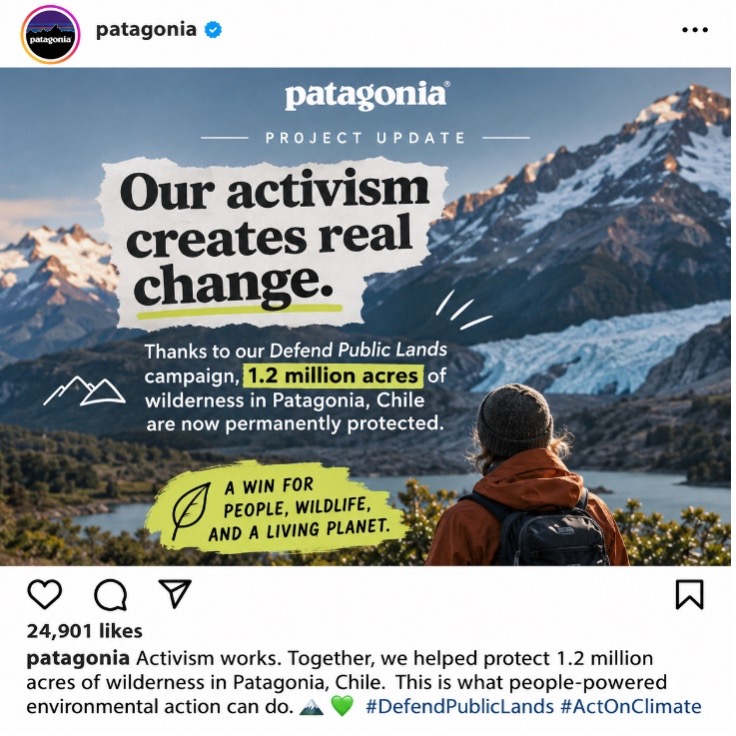 patagonia
patagonia
patagonia®
PROJECT UPDATE
Our activism
creates real
change.
Thanks to our Defend Public Lands
campaign, 1.2 million acres of
wilderness in Patagonia, Chile
are now permanently protected.
A WIN FOR
PEOPLE, WILDLIFE,
AND A LIVING PLANET.
24,901 likes
patagonia Activism works. Together, we helped protect 1.2 million
acres of wilderness in Patagonia, Chile. This is what people-powered
environmental action can do. 🏔️ 💚 #DefendPublicLands #ActOnClimate